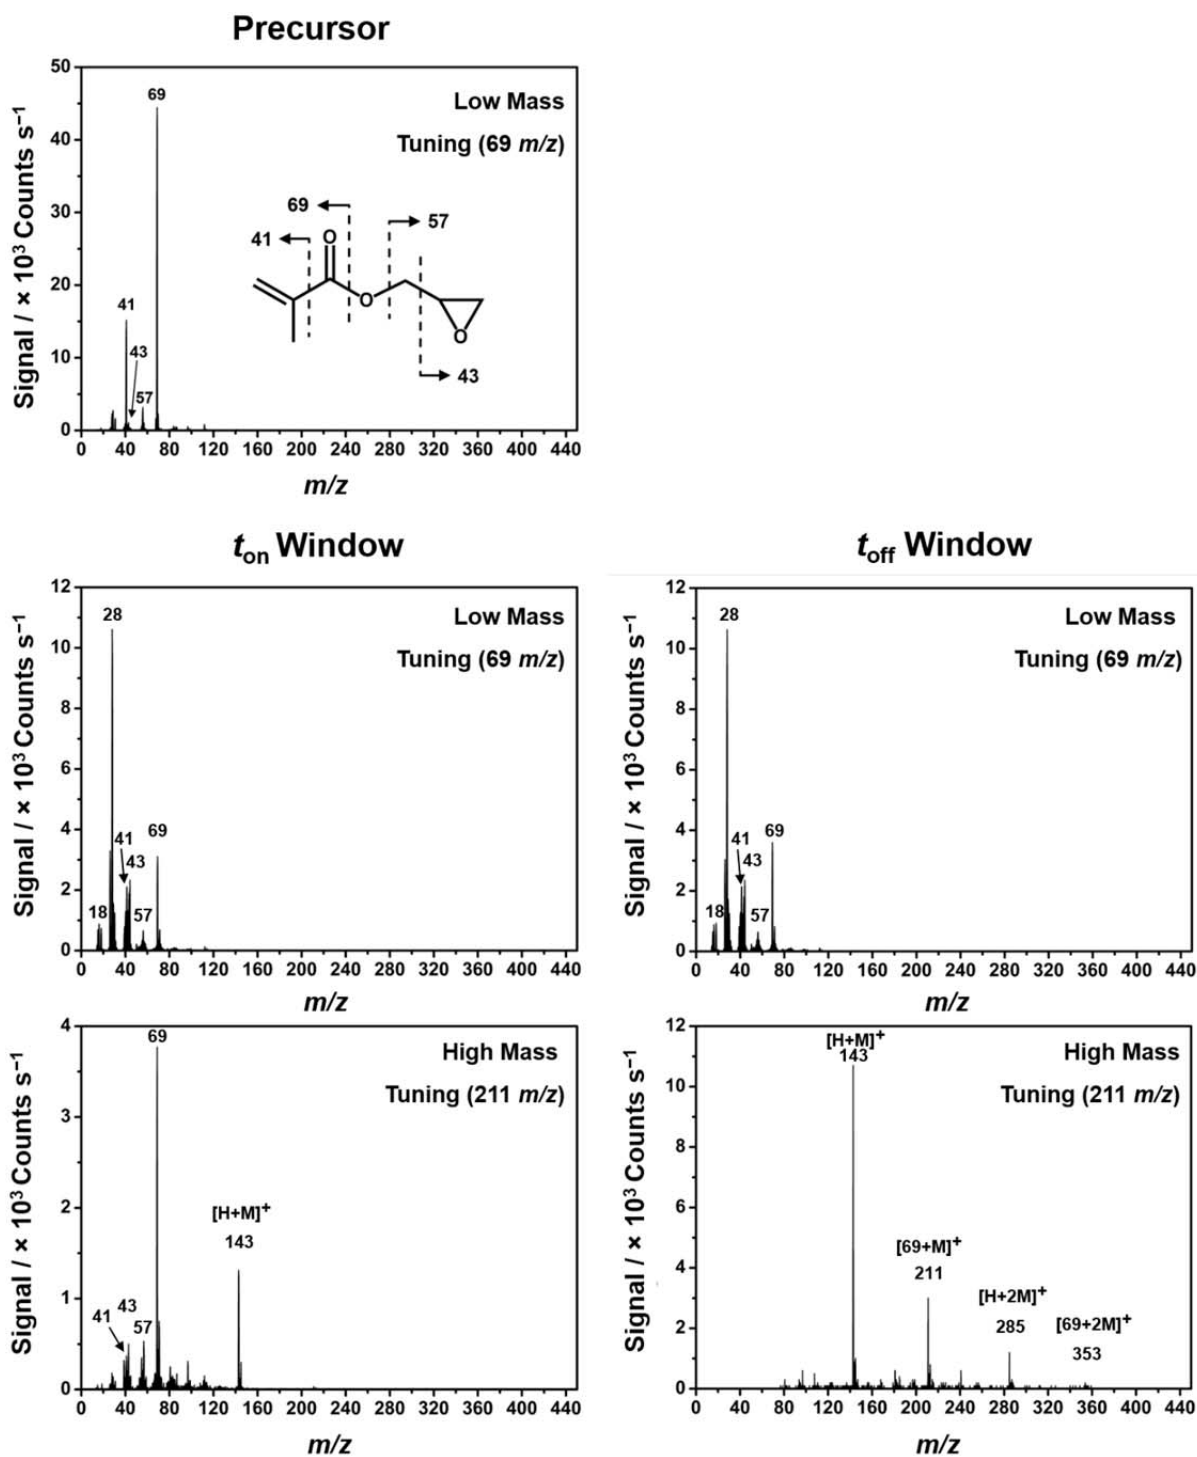 Precursor
50
40
30
20
10
0
Signal / × 10³ Counts s⁻¹
69
Low Mass
Tuning (69 m/z)
69
57
41
O
O
O
43
41
43
57
0 40 80 120 160 200 240 280 320 360 400 440
m/z
t_on Window
12
10
8
6
4
2
0
Signal / × 10³ Counts s⁻¹
28
Low Mass
Tuning (69 m/z)
41
69
43
18
57
0 40 80 120 160 200 240 280 320 360 400 440
m/z
t_off Window
12
10
8
6
4
2
0
Signal / × 10³ Counts s⁻¹
28
Low Mass
Tuning (69 m/z)
41
69
43
18
57
0 40 80 120 160 200 240 280 320 360 400 440
m/z
4
3
2
1
0
Signal / × 10³ Counts s⁻¹
69
High Mass
Tuning (211 m/z)
[H+M]⁺
143
41
43
57
0 40 80 120 160 200 240 280 320 360 400 440
m/z
12
10
8
6
4
2
0
Signal / × 10³ Counts s⁻¹
[H+M]⁺
143
High Mass
Tuning (211 m/z)
[69+M]⁺
211
[H+2M]⁺
285
[69+2M]⁺
353
0 40 80 120 160 200 240 280 320 360 400 440
m/z